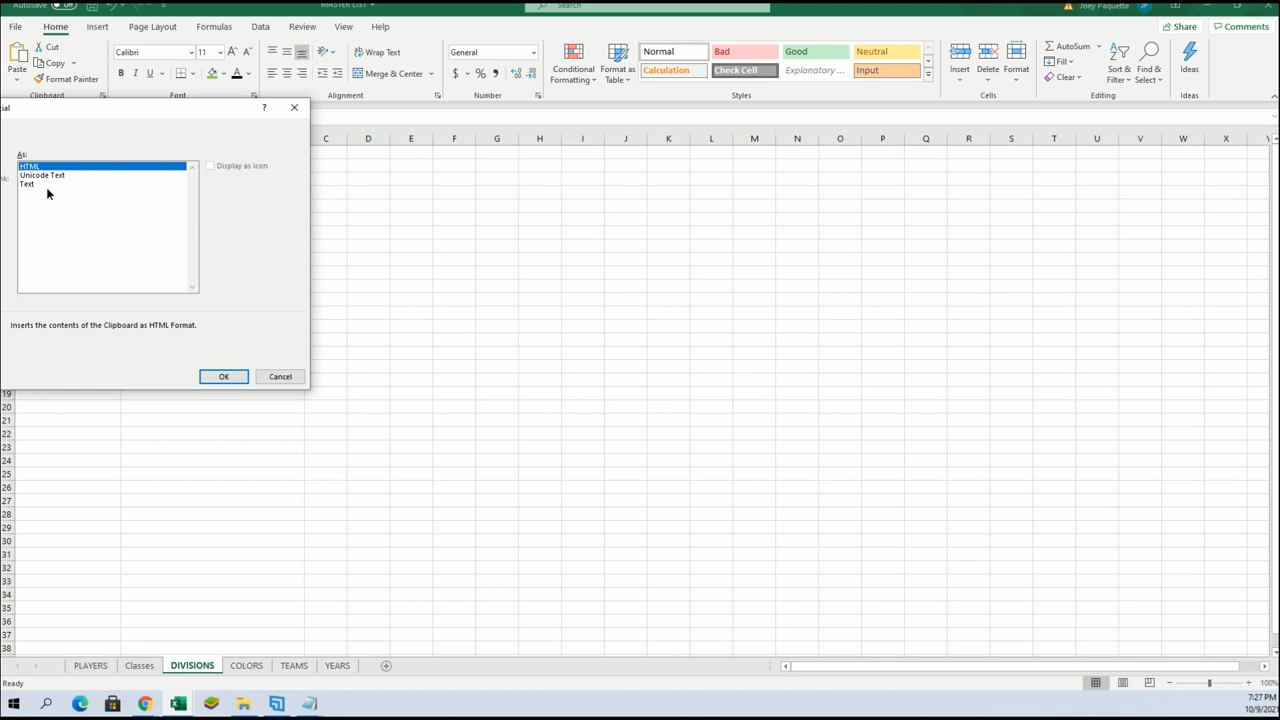 AutoSave Off MASTER LIST Search Joey Paquette
File Home Insert Page Layout Formulas Data Review View Help Share Comments
Paste Cut Copy Format Painter Clipboard
Calibri 11 A A B I U A Font
Wrap Text Merge & Center Alignment
General $ % Number
Conditional Formatting Format as Table
Normal Bad Good Neutral
Calculation Check Cell Explanatory ... Input
Styles
Insert Delete Format Cells
AutoSum Fill Clear Sort & Filter Find & Select Editing
Ideas Ideas
ial ?
As:
HTML
Unicode Text
Text
nk:
Display as icon
Inserts the contents of the Clipboard as HTML Format.
OK Cancel
C D E F G H I J K L M N O P Q R S T U V W X
19
20
21
22
23
24
25
26
27
28
29
30
31
32
33
34
35
36
37
38
PLAYERS Classes DIVISIONS COLORS TEAMS YEARS
Ready 100%
7:27 PM
10/9/202